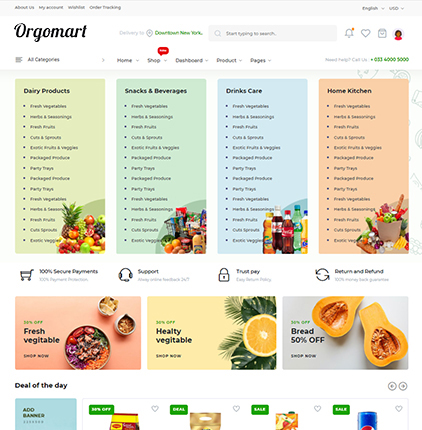 About Us My account Wishlist Order Tracking English USD
Orgomart Delivery to Downtown New York.. Start typing to search..
All Categories Home Shop Dashboard Product Pages Need help? Call Us: + 033 4000 5000
Dairy Products
Fresh Vegetables
Herbs & Seasonings
Fresh Fruits
Cuts & Sprouts
Exotic Fruits & Veggies
Packaged Produce
Party Trays
Packaged Produce
Party Trays
Fresh Vegetables
Herbs & Seasonings
Fresh Fruits
Cuts & Sprouts
Exotic Veggies
Snacks & Beverages
Fresh Vegetables
Herbs & Seasonings
Fresh Fruits
Cuts & Sprouts
Exotic Fruits & Veggies
Packaged Produce
Party Trays
Packaged Produce
Party Trays
Fresh Vegetables
Herbs & Seasonings
Fresh Fruits
Cuts Sprouts
Exotic Veggies
Drinks Care
Fresh Vegetables
Herbs & Seasonings
Fresh Fruits
Cuts & Sprouts
Exotic Fruits & Veggies
Packaged Produce
Party Trays
Packaged Produce
Party Trays
Fresh Vegetables
Herbs & Seasonings
Fresh Fruits
Cuts Sprouts
Exotic Veggies
Home Kitchen
Fresh Vegetables
Herbs & Seasonings
Fresh Fruits
Cuts & Sprouts
Exotic Fruits & Veggies
Packaged Produce
Party Trays
Packaged Produce
Party Trays
Fresh Vegetables
Herbs & Seasonings
Fresh Fruits
Cuts Sprouts
Exotic Veggies
100% Secure Payments
100% Payment Protection
Support
Always online feedback 24/7
Trust pay
Easy Return Policy
Return and Refund
100% money back guarantee
30% OFF
Fresh
vegitable
SHOP NOW
30% OFF
Healty
vegitable
SHOP NOW
30% OFF
Bread
50% OFF
SHOP NOW
Deal of the day
ADD
BANNER
30% OFF
DEAL
SALE
SALE